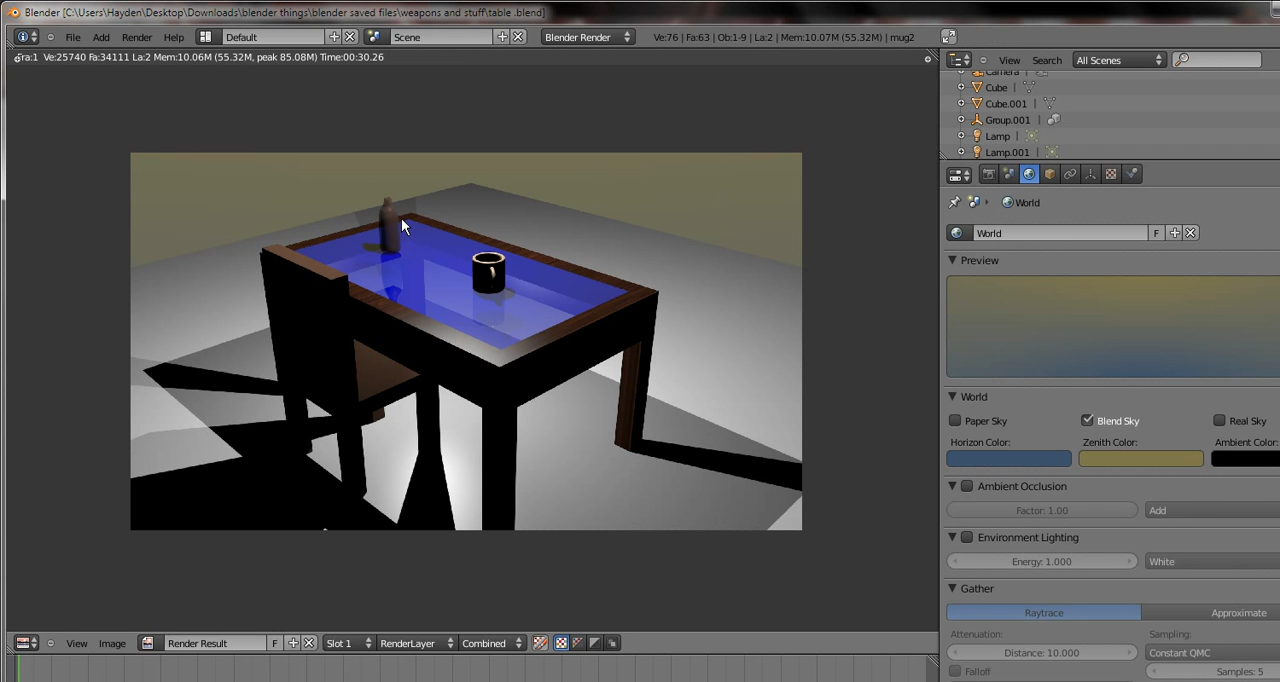 Blender [C:\Users\Hayden\Desktop\Downloads\blender things\blender saved files\weapons and stuff\table .blend]
File Add Render Help Default Scene Blender Render Ve:76 | Fa:63 | Ob:1-9 | La:2 | Mem:10.07M (55.32M) | mug2
Fra:1 Ve:25740 Fa:34111 La:2 Mem:10.06M (55.32M, peak 85.08M) Time:00:30.26
View Search All Scenes
Camera
Cube
Cube.001
Group.001
Lamp
Lamp.001
World
World F
Preview
World
Paper Sky Blend Sky Real Sky
Horizon Color: Zenith Color: Ambient Color:
Ambient Occlusion
Factor: 1.00 Add
Environment Lighting
Energy: 1.000 White
Gather
Raytrace Approximate
Attenuation: Sampling:
Distance: 10.000 Constant QMC
Falloff Samples: 5
View Image Render Result F Slot 1 RenderLayer Combined